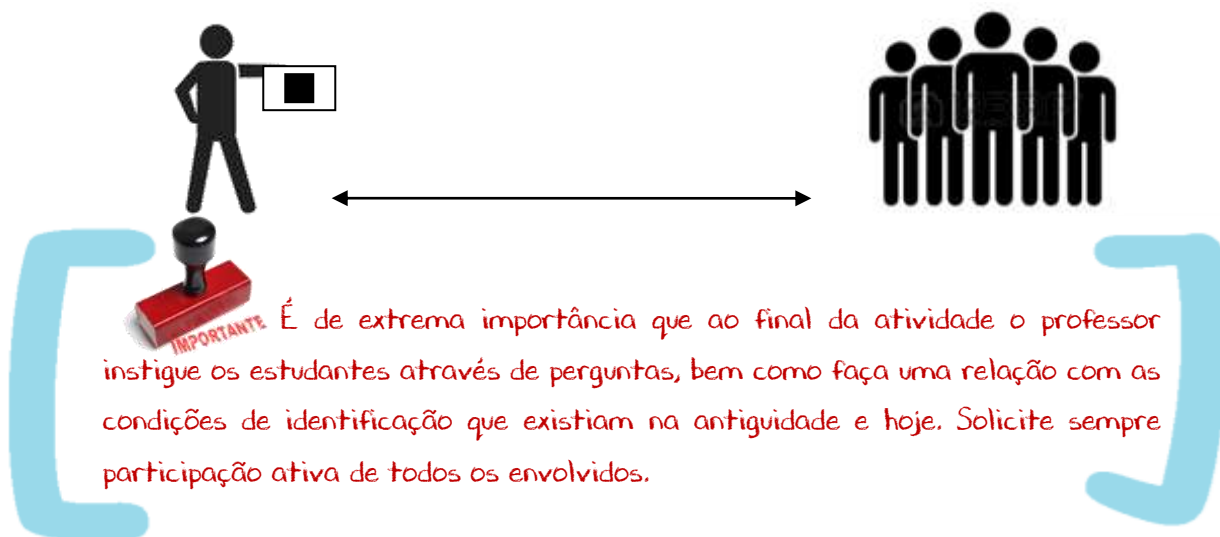 IMPORTANTE
É de extrema importância que ao final da atividade o professor
instigue os estudantes através de perguntas, bem como faça uma relação com as
condições de identificação que existiam na antiguidade e hoje. Solicite sempre
participação ativa de todos os envolvidos.